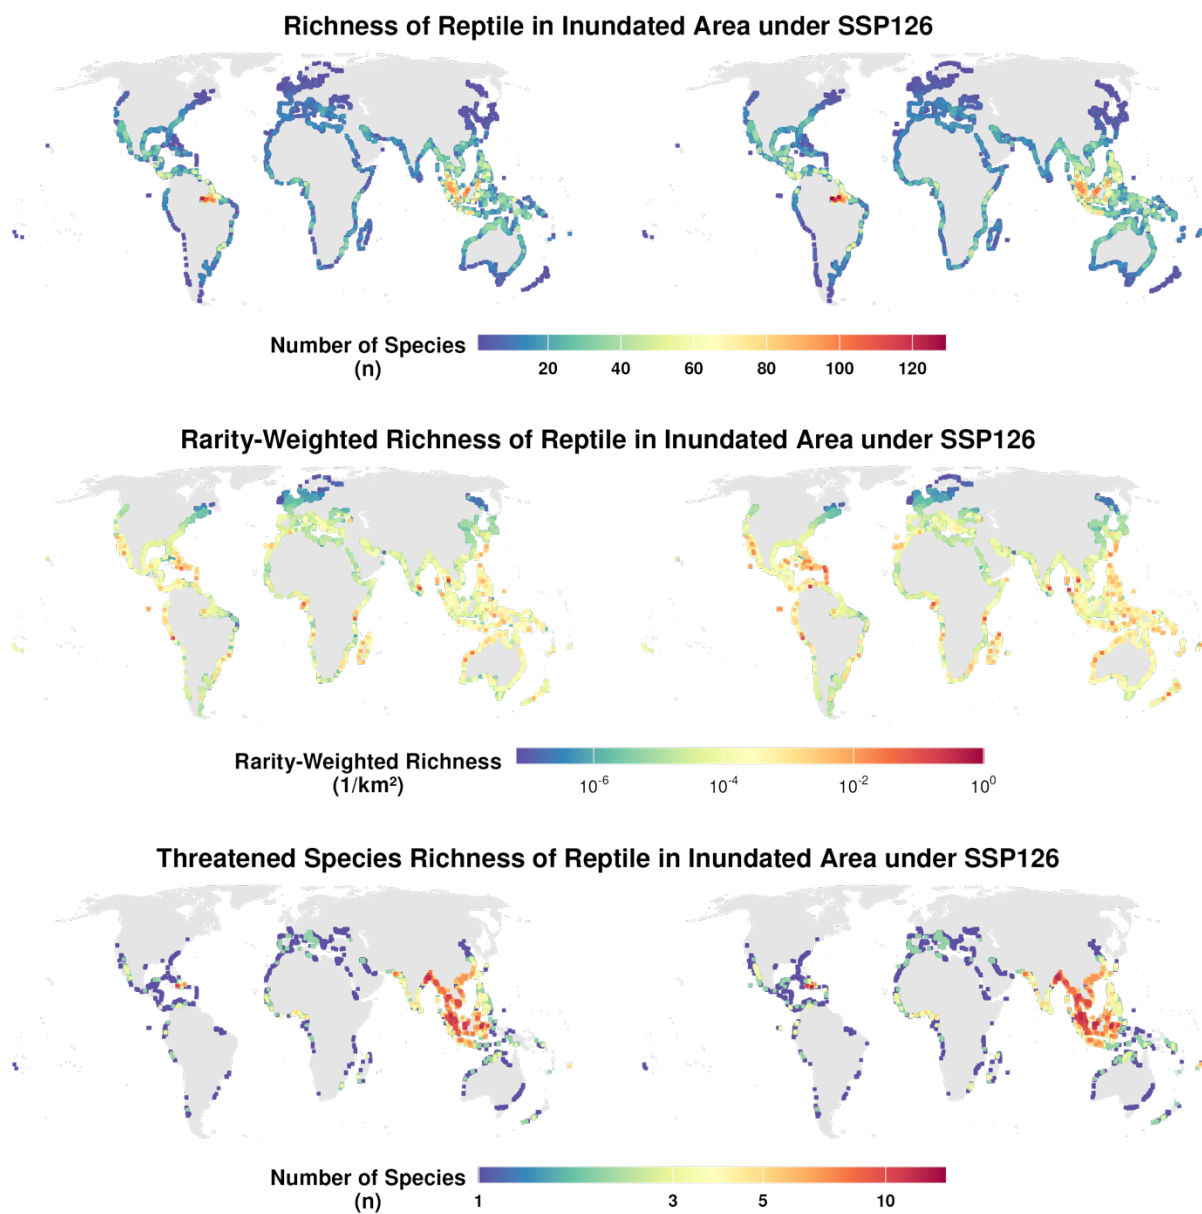 Richness of Reptile in Inundated Area under SSP126
Number of Species
(n)
20 40 60 80 100 120
Rarity-Weighted Richness of Reptile in Inundated Area under SSP126
Rarity-Weighted Richness
(1/km²)
10⁻⁶ 10⁻⁴ 10⁻² 10⁰
Threatened Species Richness of Reptile in Inundated Area under SSP126
Number of Species
(n)
1 3 5 10